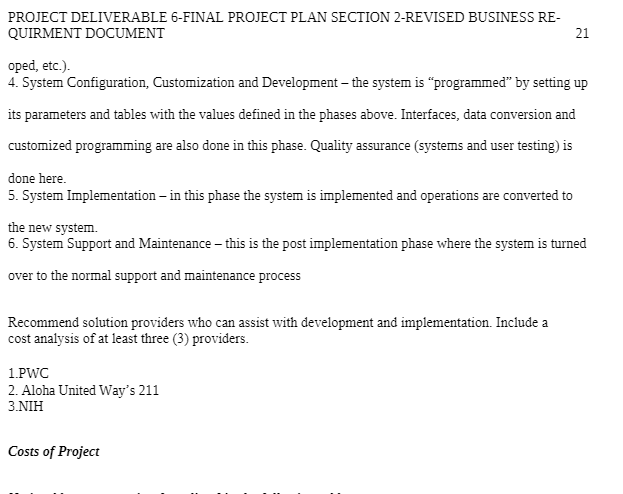 PROJECT DELIVERABLE 6-FINAL PROJECT PLAN SECTION 2-REVISED BUSINESS RE-
QUIRMENT DOCUMENT 21
oped, etc.).
4. System Configuration, Customization and Development – the system is “programmed” by setting up
its parameters and tables with the values defined in the phases above. Interfaces, data conversion and
customized programming are also done in this phase. Quality assurance (systems and user testing) is
done here.
5. System Implementation – in this phase the system is implemented and operations are converted to
the new system.
6. System Support and Maintenance – this is the post implementation phase where the system is turned
over to the normal support and maintenance process
Recommend solution providers who can assist with development and implementation. Include a
cost analysis of at least three (3) providers.
1.PWC
2. Aloha United Way’s 211
3.NIH
Costs of Project